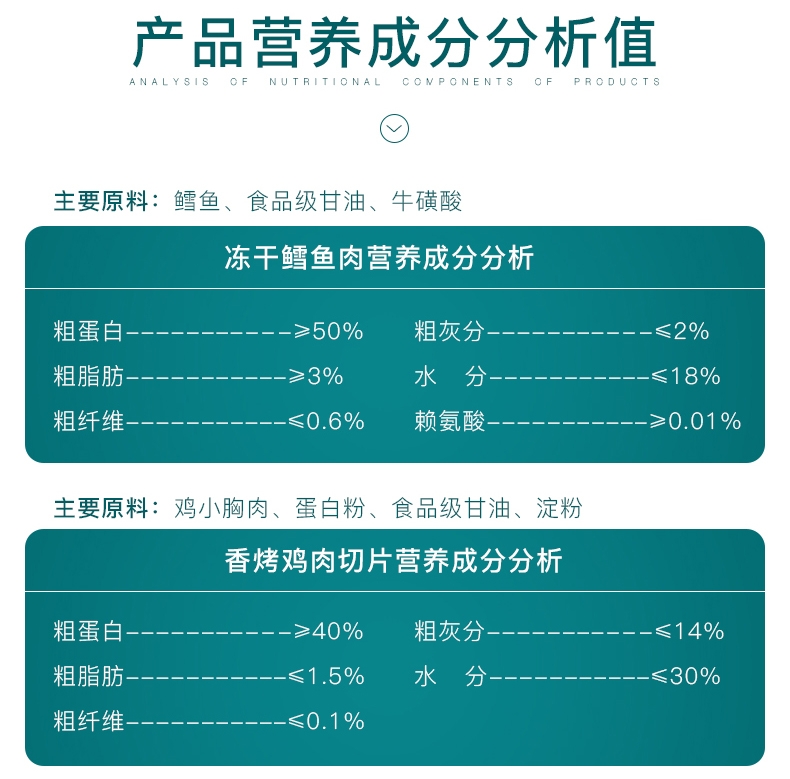 产品营养成分分析值
ANALYSIS OF NUTRITIONAL COMPONENTS OF PRODUCTS
主要原料：鳕鱼、食品级甘油、牛磺酸
冻干鳕鱼肉营养成分分析
粗蛋白-----------≥50% 粗灰分-----------≤2%
粗脂肪-----------≥3% 水 分-----------≤18%
粗纤维-----------≤0.6% 赖氨酸-----------≥0.01%
主要原料：鸡小胸肉、蛋白粉、食品级甘油、淀粉
香烤鸡肉切片营养成分分析
粗蛋白-----------≥40% 粗灰分-----------≤14%
粗脂肪-----------≤1.5% 水 分-----------≤30%
粗纤维-----------≤0.1%